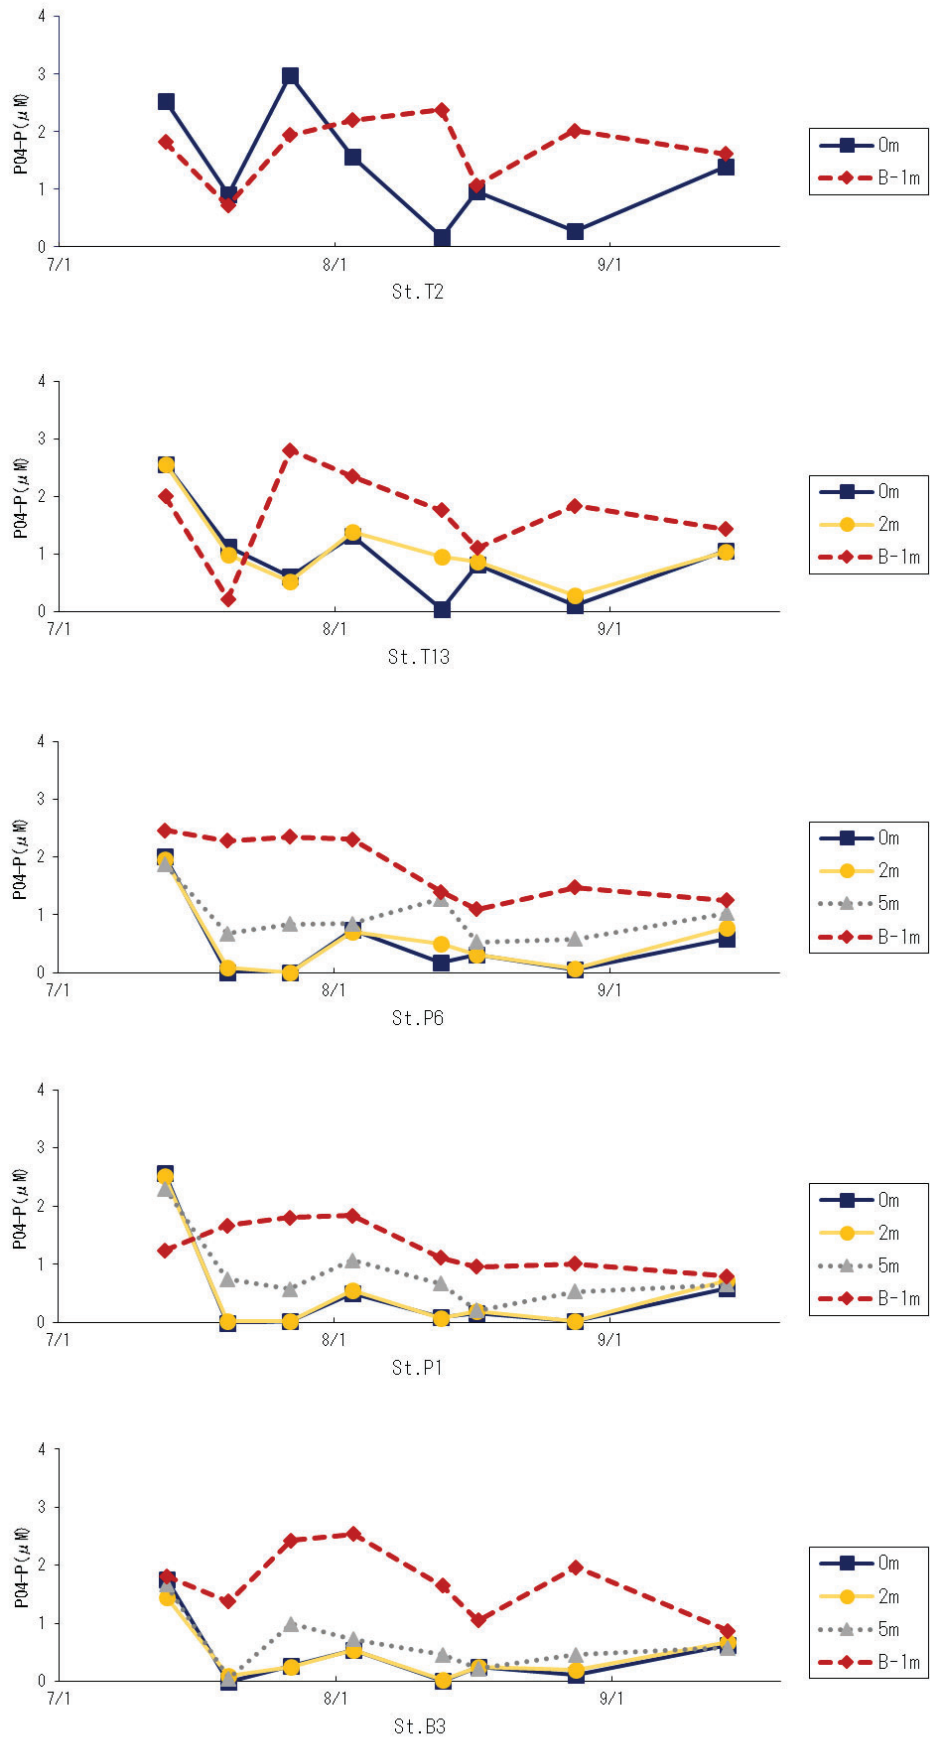 4
3
2
1
0
PO4-P(μM)
7/1 8/1 9/1
St.T2
0m
B-1m
4
3
2
1
0
PO4-P(μM)
7/1 8/1 9/1
St.T13
0m
2m
B-1m
4
3
2
1
0
PO4-P(μM)
7/1 8/1 9/1
St.P6
0m
2m
5m
B-1m
4
3
2
1
0
PO4-P(μM)
7/1 8/1 9/1
St.P1
0m
2m
5m
B-1m
4
3
2
1
0
PO4-P(μM)
7/1 8/1 9/1
St.B3
0m
2m
5m
B-1m